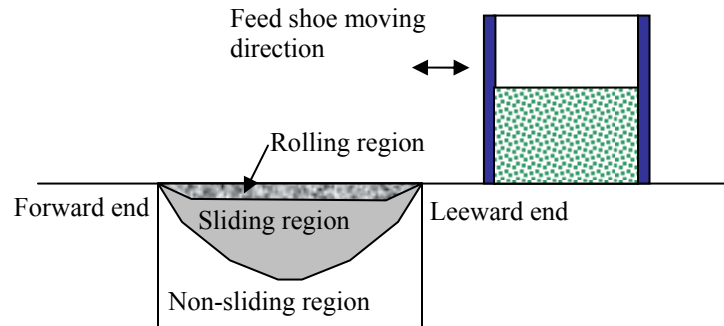 Feed shoe moving
direction
Rolling region
Forward end
Sliding region
Leeward end
Non-sliding region